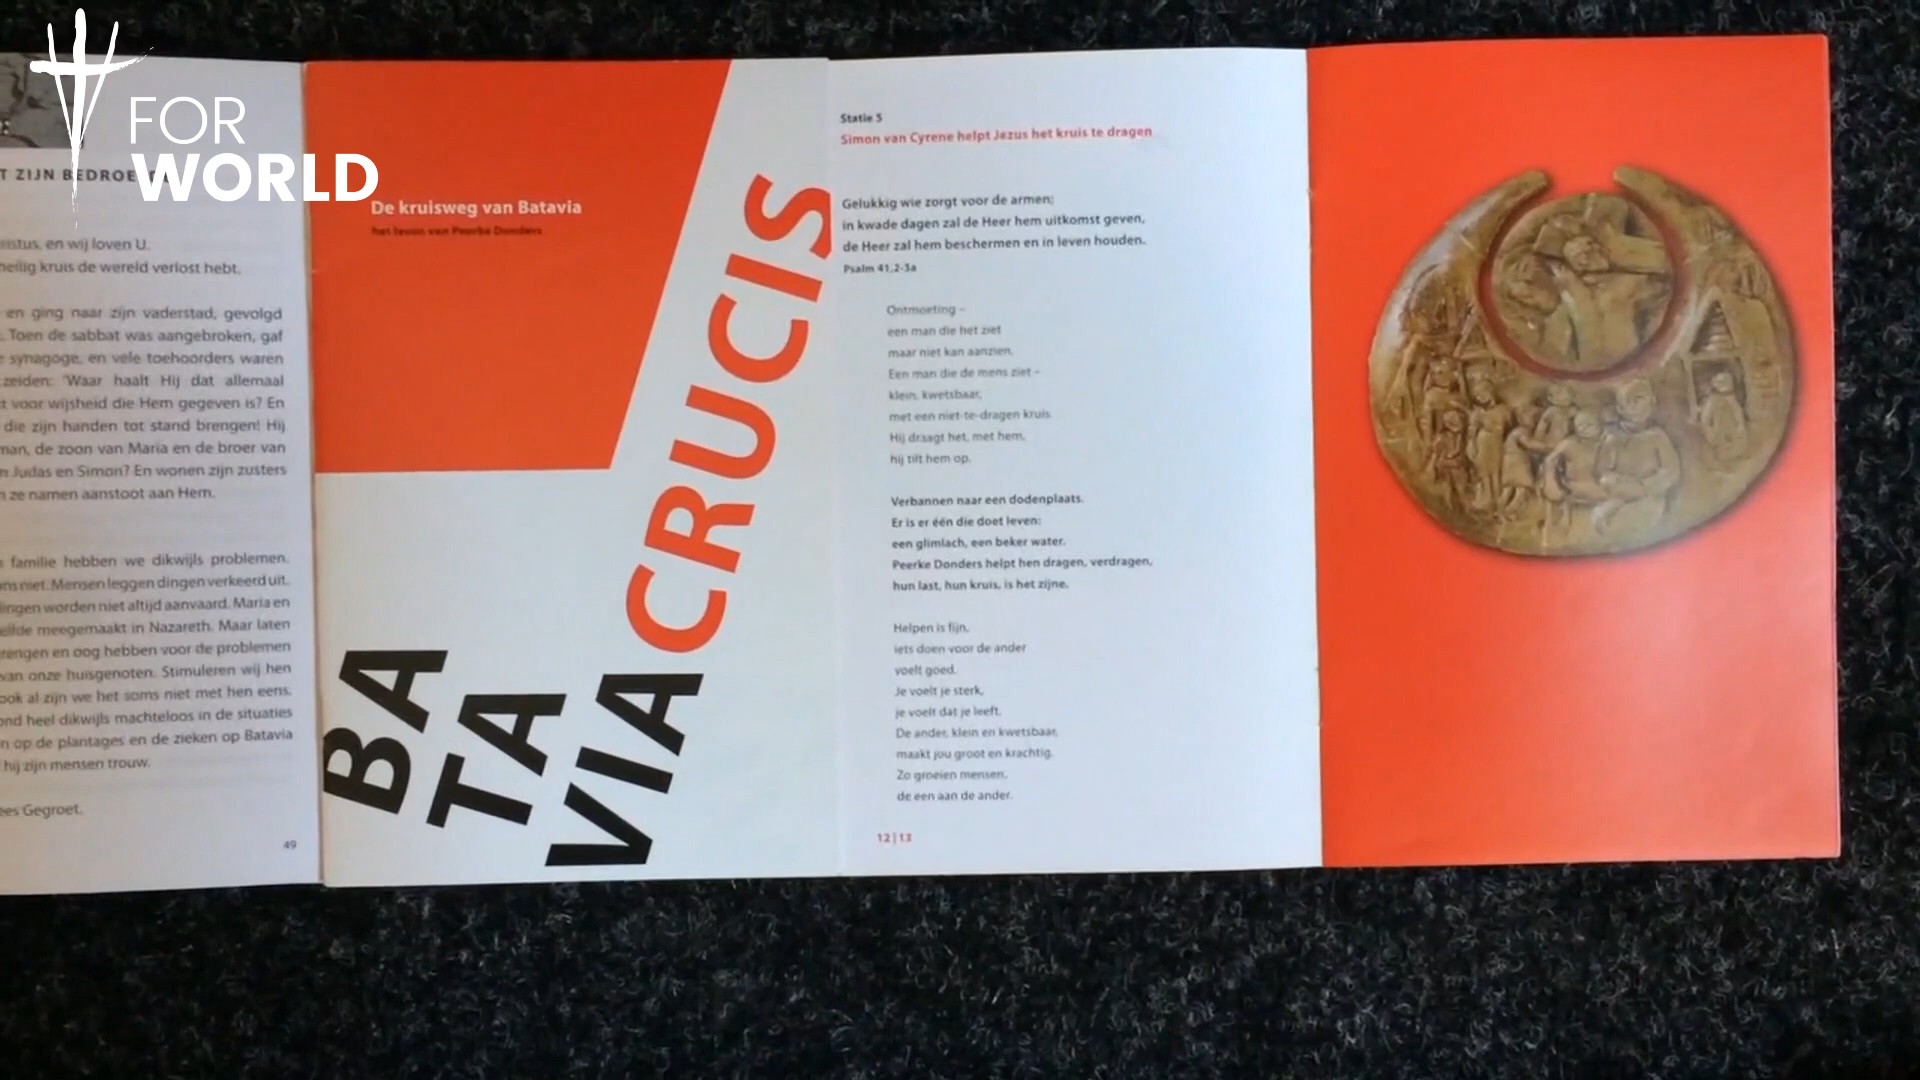 FOR
WORLD
T ZIJN BEDROE
ristus, en wij loven U.
heilig kruis de wereld verlost hebt.
en ging naar zijn vaderstad, gevolgd
. Toen de sabbat was aangebroken, gaf
synagoge, en vele toehoorders waren
zeiden: 'Waar haalt Hij dat allemaal
t voor wijsheid die Hem gegeven is? En
die zijn handen tot stand brengen! Hij
man, de zoon van Maria en de broer van
n Judas en Simon? En wonen zijn zusters
n ze namen aanstoot aan Hem.
familie hebben we dikwijls problemen.
ms niet. Mensen leggen dingen verkeerd uit.
lingen worden niet altijd aanvaard. Maria en
elfde meegemaakt in Nazareth. Maar laten
rengen en oog hebben voor de problemen
van onze huisgenoten. Stimuleren wij hen
ook al zijn we het soms niet met hen eens.
ond heel dikwijls machteloos in de situaties
n op de plantages en de zieken op Batavia
hij zijn mensen trouw.
ees Gegroet.
49
De kruisweg van Batavia
het leven van Peerke Donders
BA
TA
VIACRUCIS
Statie 5
Simon van Cyrene helpt Jezus het kruis te dragen
Gelukkig wie zorgt voor de armen;
in kwade dagen zal de Heer hem uitkomst geven,
de Heer zal hem beschermen en in leven houden.
Psalm 41,2-3a
Ontmoeting –
een man die het ziet
maar niet kan aanzien.
Een man die de mens ziet –
klein, kwetsbaar,
met een niet-te-dragen kruis.
Hij draagt het, met hem,
hij tilt hem op.
Verbannen naar een dodenplaats.
Er is er één die doet leven:
een glimlach, een beker water.
Peerke Donders helpt hen dragen, verdragen,
hun last, hun kruis, is het zijne.
Helpen is fijn,
iets doen voor de ander
voelt goed.
Je voelt je sterk,
je voelt dat je leeft.
De ander, klein en kwetsbaar,
maakt jou groot en krachtig.
Zo groeien mensen,
de een aan de ander.
12|13